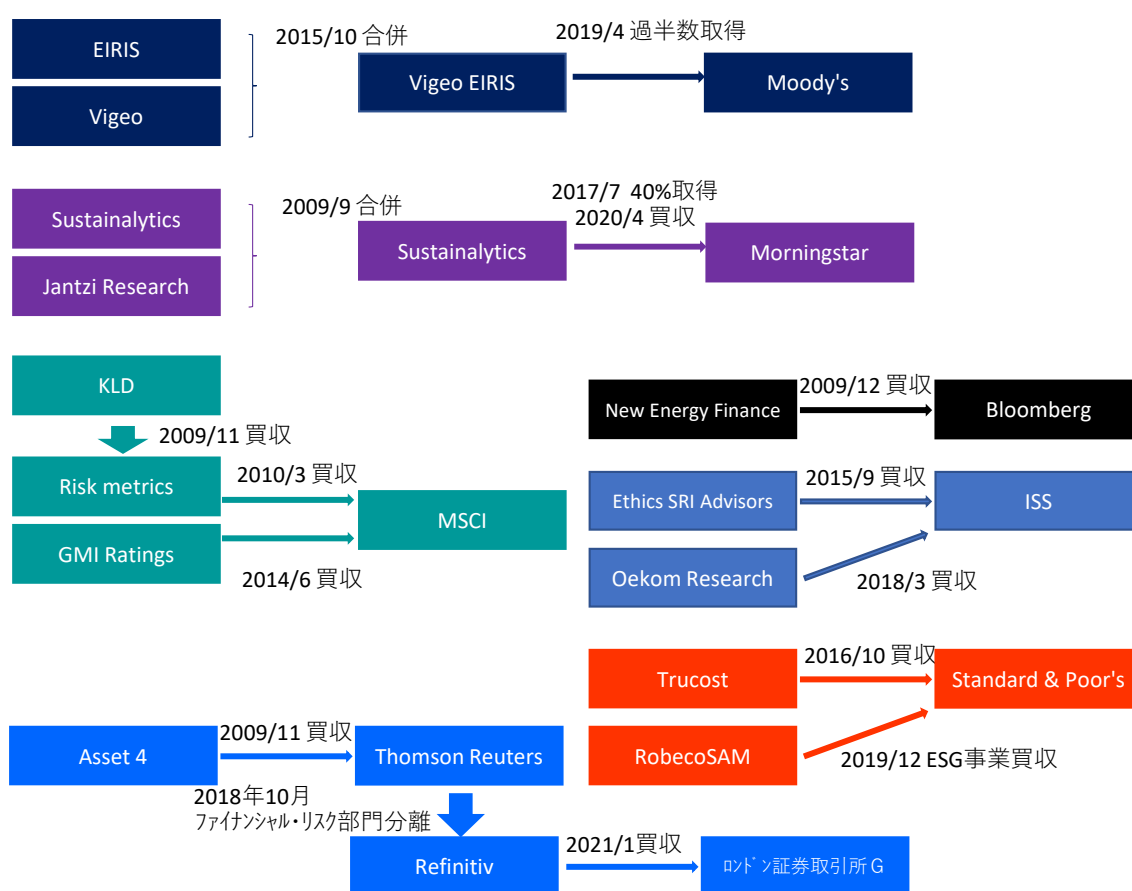 EIRIS
Vigeo
2015/10 合併
Vigeo EIRIS
2019/4 過半数取得
Moody's
Sustainalytics
Jantzi Research
2009/9 合併
Sustainalytics
2017/7 40%取得
2020/4 買収
Morningstar
KLD
2009/11 買収
Risk metrics
2010/3 買収
GMI Ratings
2014/6 買収
MSCI
New Energy Finance
2009/12 買収
Bloomberg
Ethics SRI Advisors
2015/9 買収
ISS
Oekom Research
2018/3 買収
Trucost
2016/10 買収
Standard & Poor's
RobecoSAM
2019/12 ESG事業買収
Asset 4
2009/11 買収
Thomson Reuters
2018年10月
ファイナンシャル・リスク部門分離
Refinitiv
2021/1買収
ロンドン証券取引所G